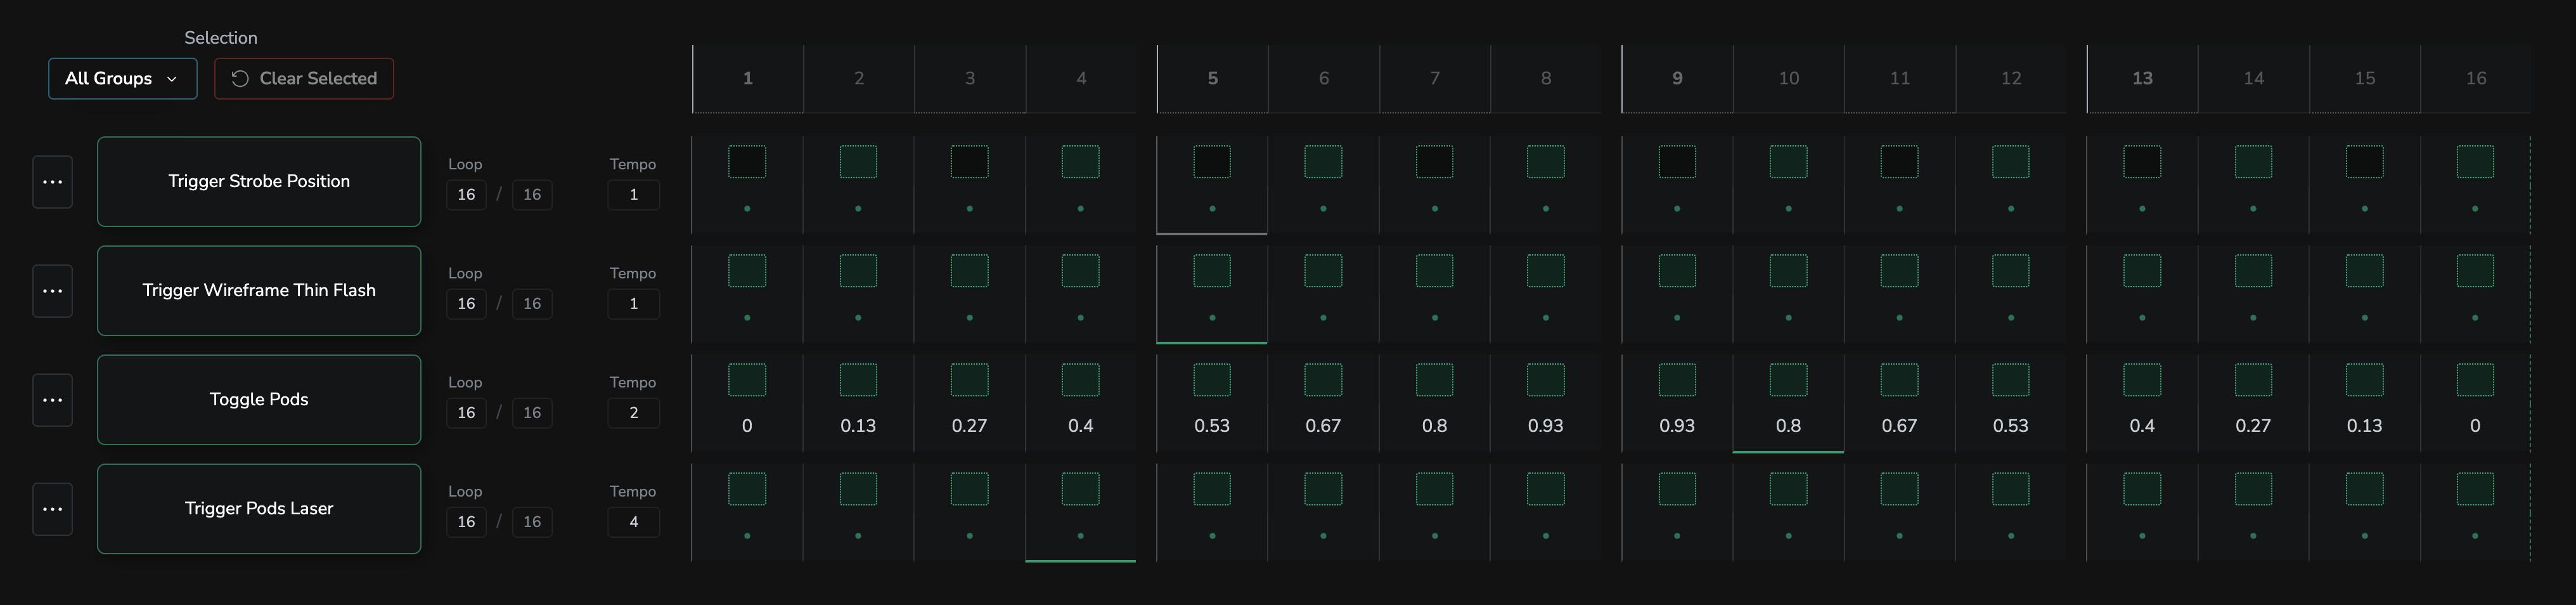 Selection
All Groups
Clear Selected
1 2 3 4 5 6 7 8 9 10 11 12 13 14 15 16
...
Trigger Strobe Position
Loop
16 / 16
Tempo
1
...
Trigger Wireframe Thin Flash
Loop
16 / 16
Tempo
1
...
Toggle Pods
Loop
16 / 16
Tempo
2
0 0.13 0.27 0.4 0.53 0.67 0.8 0.93 0.93 0.8 0.67 0.53 0.4 0.27 0.13 0
...
Trigger Pods Laser
Loop
16 / 16
Tempo
4